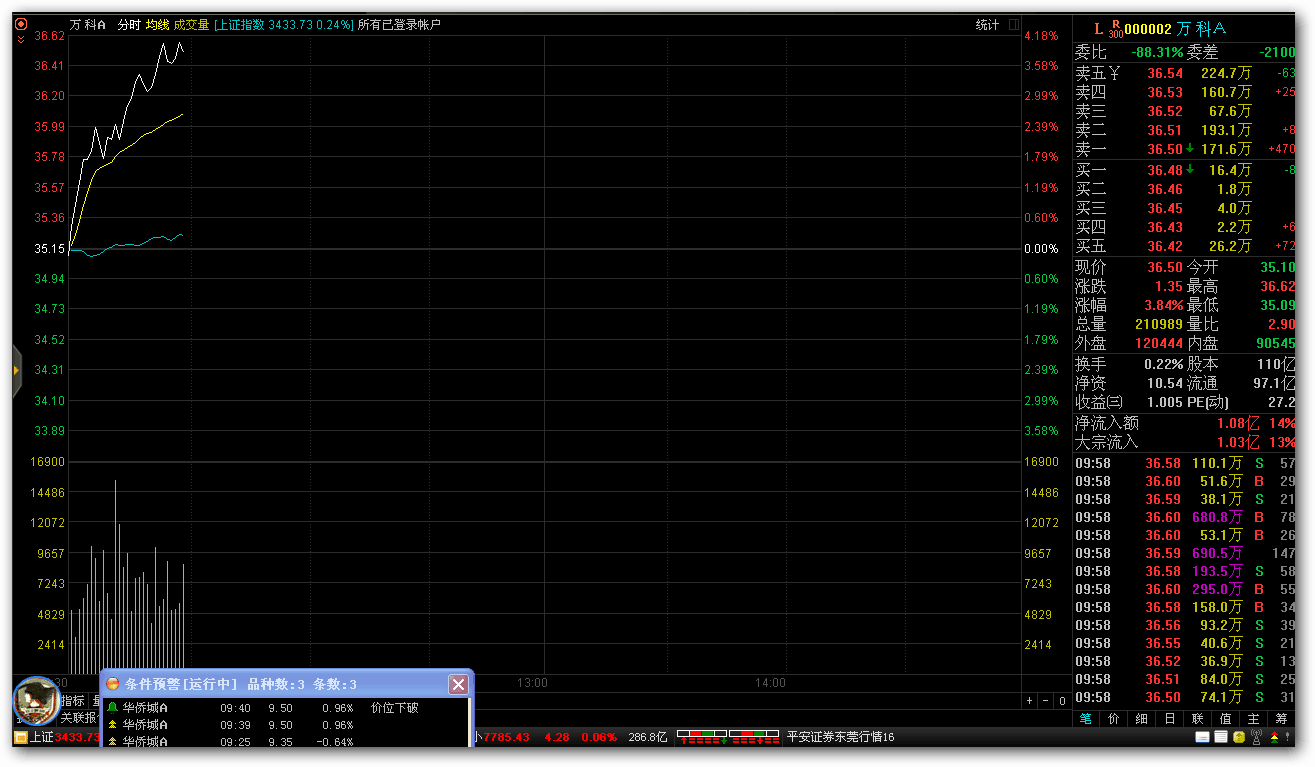 万 科A 分时 均线 成交量 [上证指数 3433.73 0.24%] 所有已登录帐户 统计
L R 300 000002 万 科A
36.62 4.18%
36.41 3.58%
36.20 2.99%
35.99 2.39%
35.78 1.79%
35.57 1.19%
35.36 0.60%
35.15 0.00%
34.94 0.60%
34.73 1.19%
34.52 1.79%
34.31 2.39%
34.10 2.99%
33.89 3.58%
16900 16900
14486 14486
12072 12072
9657 9657
7243 7243
4829 4829
2414 2414
30 13:00 14:00
+ - 0
委比 -88.31% 委差 -2100
卖五¥ 36.54 224.7万 -63
卖四 36.53 160.7万 +25
卖三 36.52 67.6万
卖二 36.51 193.1万 +8
卖一 36.50 171.6万 +470
买一 36.48 16.4万 -8
买二 36.46 1.8万
买三 36.45 4.0万
买四 36.43 2.2万 +6
买五 36.42 26.2万 +72
现价 36.50 今开 35.10
涨跌 1.35 最高 36.62
涨幅 3.84% 最低 35.09
总量 210989 量比 2.90
外盘 120444 内盘 90545
换手 0.22% 股本 110亿
净资 10.54 流通 97.1亿
收益㈢ 1.005 PE[动] 27.2
净流入额 1.08亿 14%
大宗流入 1.03亿 13%
09:58 36.58 110.1万 S 57
09:58 36.60 51.6万 B 29
09:58 36.59 38.1万 S 21
09:58 36.60 680.8万 B 78
09:58 36.60 53.1万 B 26
09:58 36.59 690.5万 147
09:58 36.58 193.5万 S 58
09:58 36.60 295.0万 B 55
09:58 36.58 158.0万 B 34
09:58 36.56 93.2万 S 39
09:58 36.55 40.6万 S 21
09:58 36.52 36.9万 S 13
09:58 36.51 84.0万 S 25
09:58 36.50 74.1万 S 31
笔 价 细 日 联 值 主 筹
条件预警[运行中] 品种数:3 条数:3
华侨城A 09:40 9.50 0.96% 价位下破
华侨城A 09:39 9.50 0.96%
华侨城A 09:25 9.35 -0.64%
指标
关联报
上证3433.73
小7785.43 4.28 0.06% 286.8亿 平安证券东莞行情16